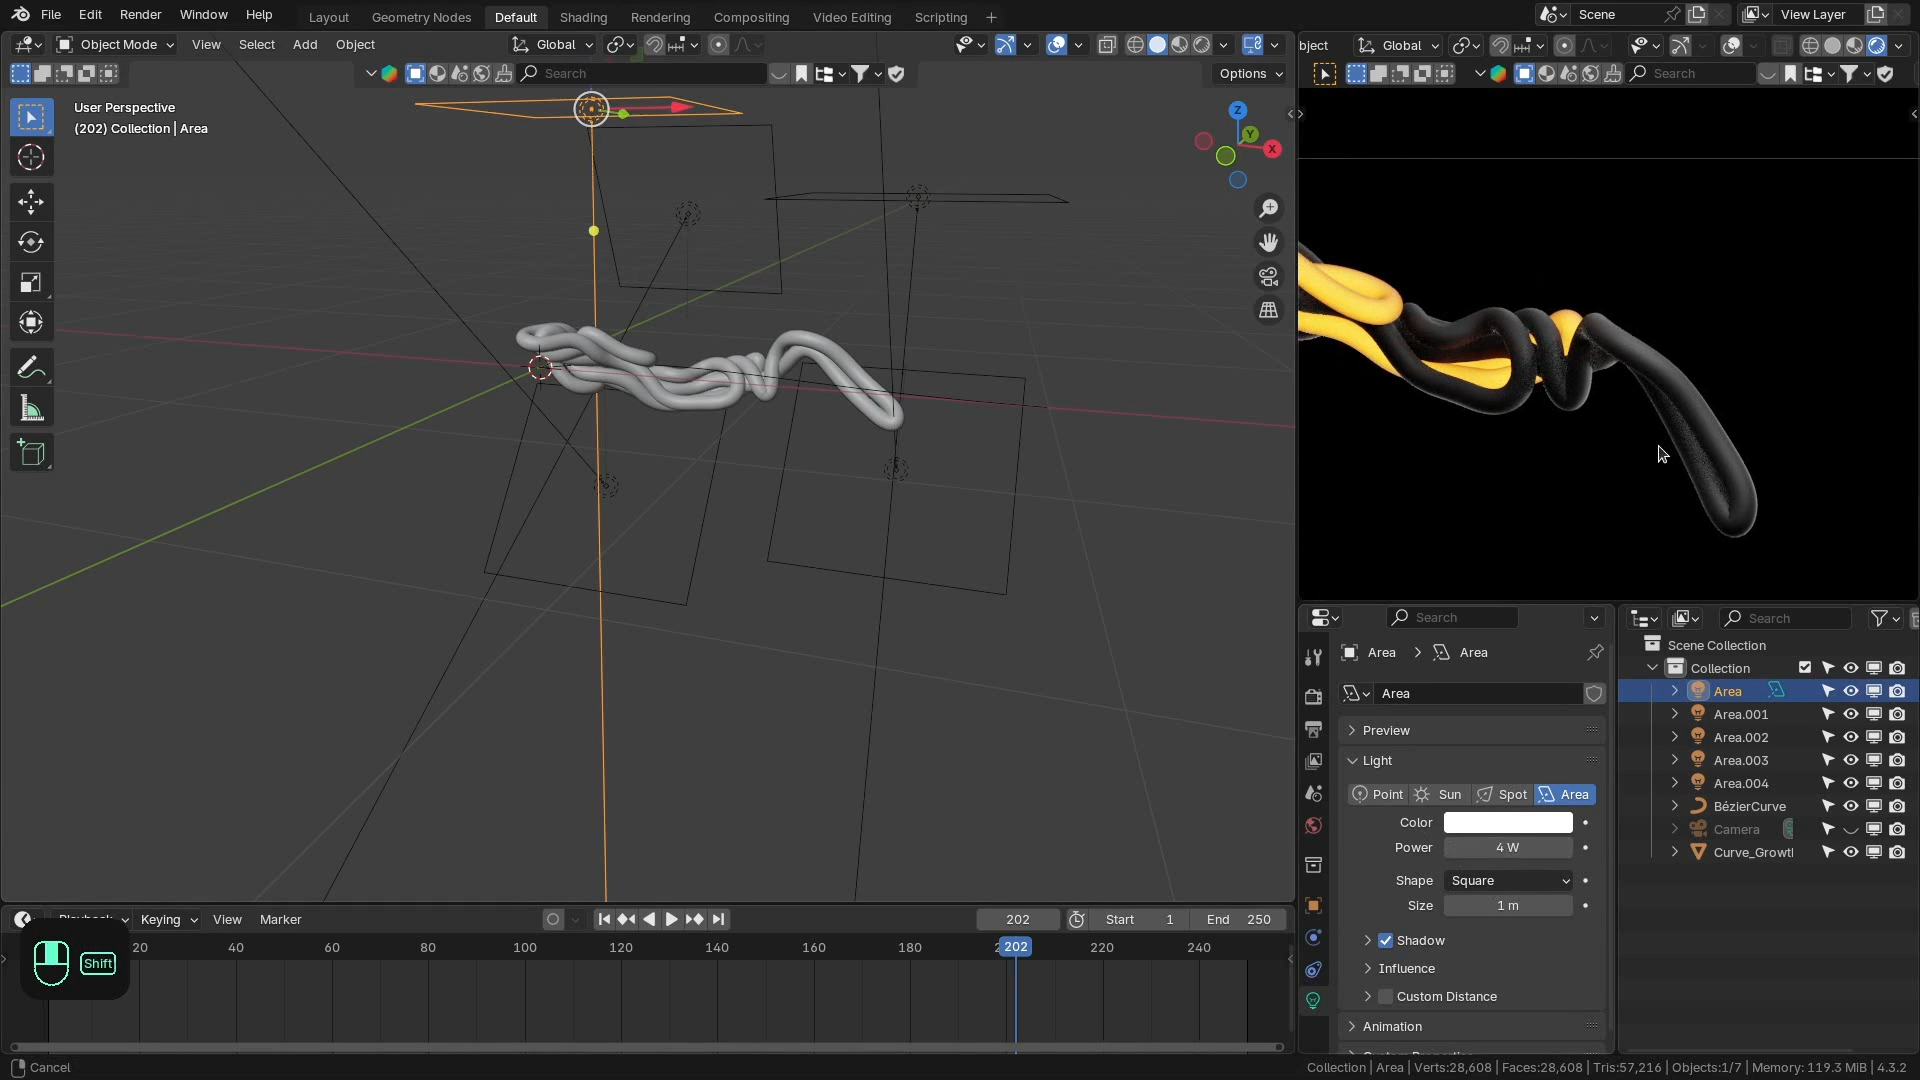 File Edit Render Window Help
Layout Geometry Nodes Default Shading Rendering Compositing Video Editing Scripting
Scene
View Layer
Object Mode View Select Add Object
Global
bject
Global
Search
Options
Search
User Perspective
(202) Collection | Area
Z
Y
X
Search
Area > Area
Area
Preview
Light
Point Sun Spot Area
Color
Power 4 W
Shape Square
Size 1 m
Shadow
Influence
Custom Distance
Animation
Search
Scene Collection
Collection
Area
Area.001
Area.002
Area.003
Area.004
BézierCurve
Camera
Curve_Growtl
Playback Keying View Marker
202 Start 1 End 250
20 40 60 80 100 120 140 160 180 202 220 240
Shift
Cancel
Collection | Area | Verts:28,608 | Faces:28,608 | Tris:57,216 | Objects:1/7 | Memory: 119.3 MiB | 4.3.2